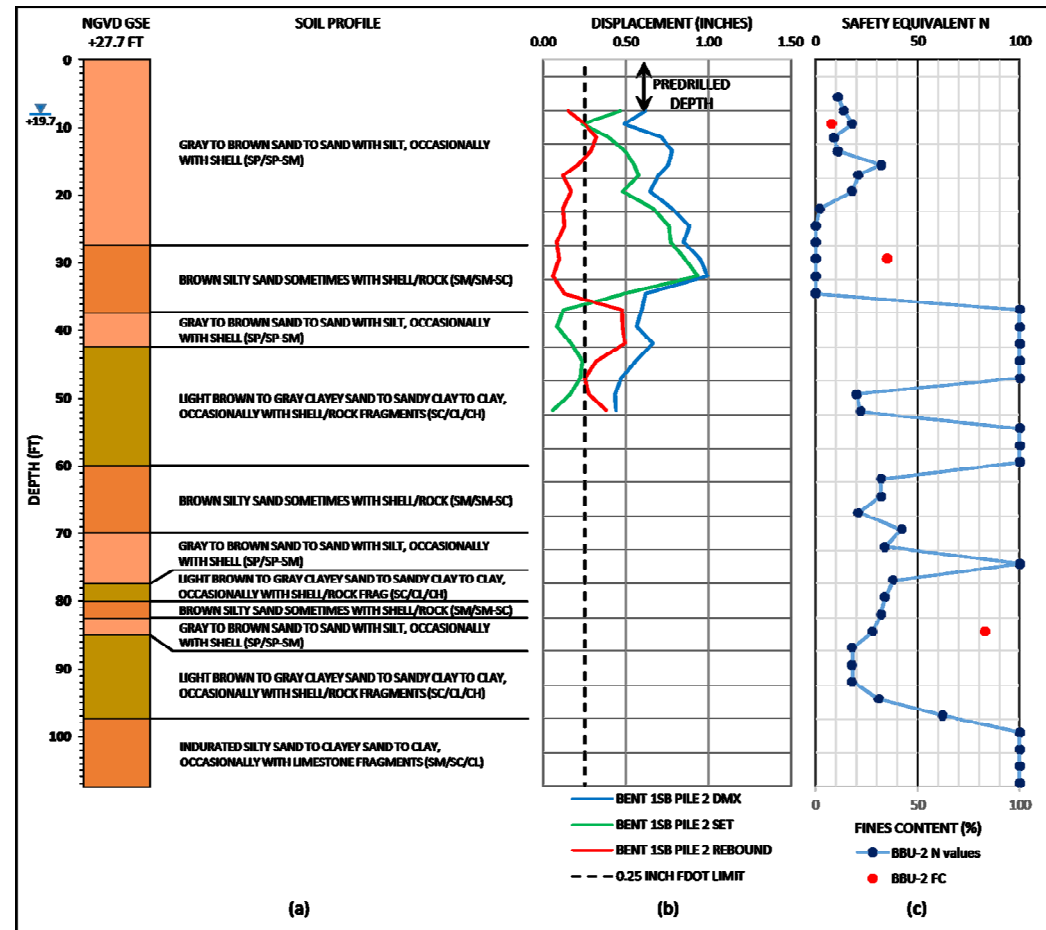 NGVD GSE
+27.7 FT
SOIL PROFILE
DISPLACEMENT (INCHES)
0.00 0.50 1.00 1.50
SAFETY EQUIVALENT N
0 100
DEPTH (FT)
0
+19.7
10
20
30
40
50
60
70
80
90
100
GRAY TO BROWN SAND TO SAND WITH SILT, OCCASIONALLY
WITH SHELL (SP/SP-SM)
BROWN SILTY SAND SOMETIMES WITH SHELL/ROCK (SM/SM-SC)
GRAY TO BROWN SAND TO SAND WITH SILT, OCCASIONALLY
WITH SHELL (SP/SP-SM)
LIGHT BROWN TO GRAY CLAYEY SAND TO SANDY CLAY TO CLAY,
OCCASIONALLY WITH SHELL/ROCK FRAGMENTS (SC/CL/CH)
BROWN SILTY SAND SOMETIMES WITH SHELL/ROCK (SM/SM-SC)
GRAY TO BROWN SAND TO SAND WITH SILT, OCCASIONALLY
WITH SHELL (SP/SP-SM)
LIGHT BROWN TO GRAY CLAYEY SAND TO SANDY CLAY TO CLAY,
OCCASIONALLY WITH SHELL/ROCK FRAG (SC/CL/CH)
BROWN SILTY SAND SOMETIMES WITH SHELL/ROCK (SM/SM-SC)
GRAY TO BROWN SAND TO SAND WITH SILT, OCCASIONALLY
WITH SHELL (SP/SP-SM)
LIGHT BROWN TO GRAY CLAYEY SAND TO SANDY CLAY TO CLAY,
OCCASIONALLY WITH SHELL/ROCK FRAGMENTS (SC/CL/CH)
INDURATED SILTY SAND TO CLAYEY SAND TO CLAY,
OCCASIONALLY WITH LIMESTONE FRAGMENTS (SM/SC/CL)
PREDRILLED
DEPTH
BENT 1SB PILE 2 DMX
BENT 1SB PILE 2 SET
BENT 1SB PILE 2 REBOUND
0.25 INCH FDOT LIMIT
0 50 100
FINES CONTENT (%)
BBU-2 N values
BBU-2 FC
(a)
(b)
(c)